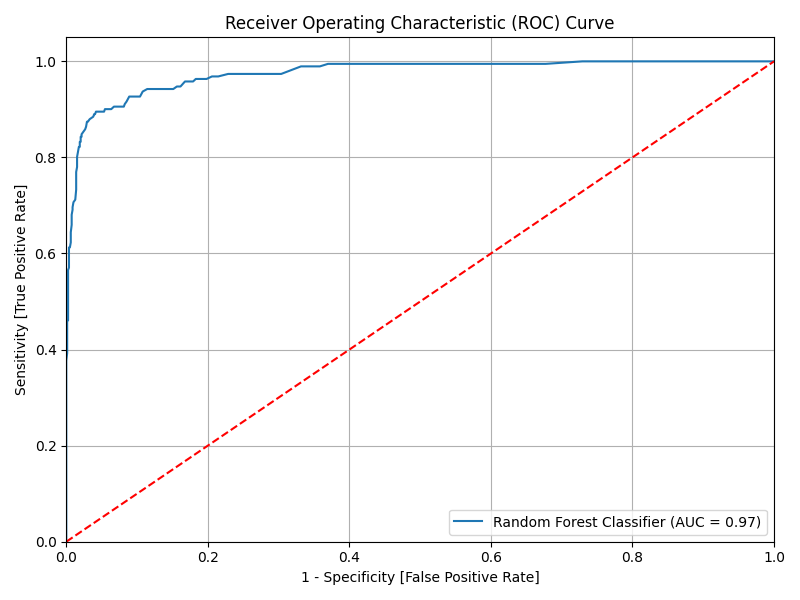 Receiver Operating Characteristic (ROC) Curve
1.0
0.8
0.6
0.4
0.2
0.0
Sensitivity [True Positive Rate]
Random Forest Classifier (AUC = 0.97)
0.0 0.2 0.4 0.6 0.8 1.0
1 - Specificity [False Positive Rate]